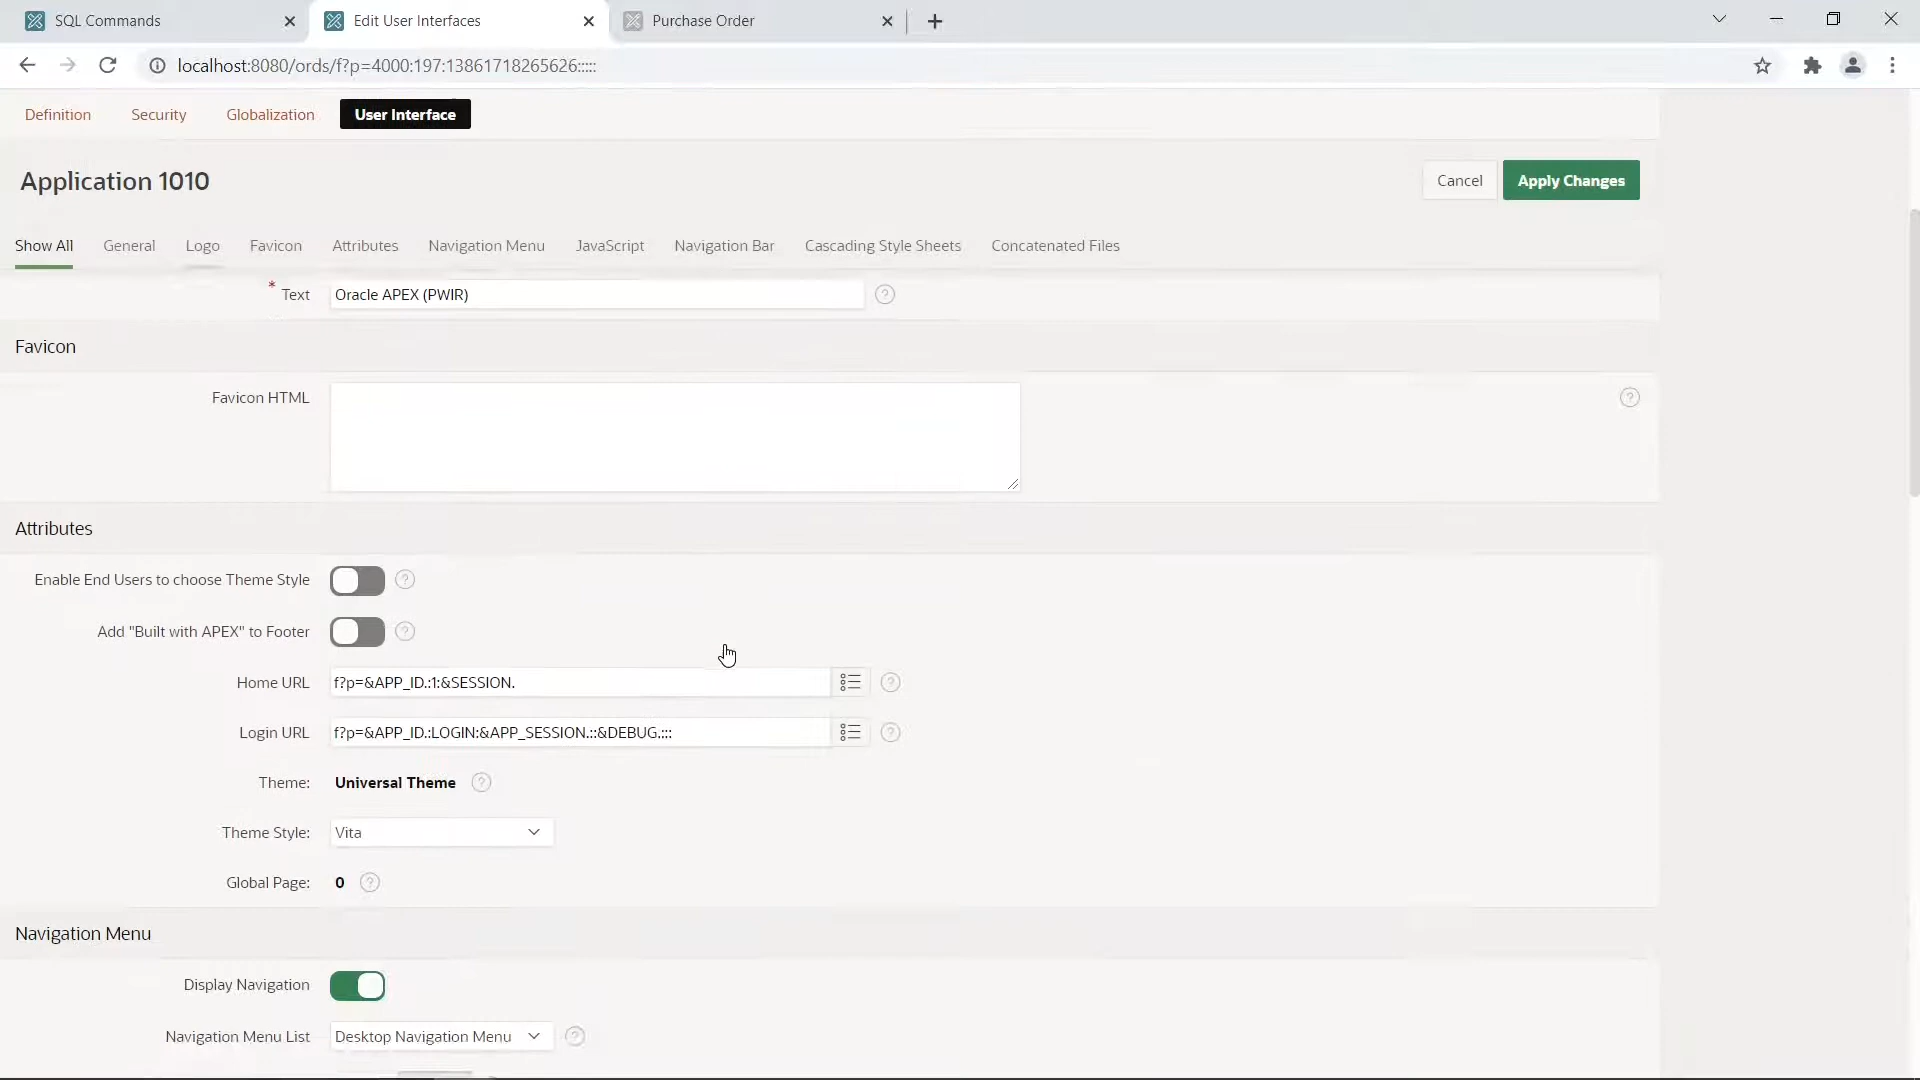 SQL Commands
Edit User Interfaces
Purchase Order
localhost:8080/ords/f?p=4000:197:13861718265626:::::
Definition
Security
Globalization
User Interface
Application 1010
Cancel
Apply Changes
Show All
General
Logo
Favicon
Attributes
Navigation Menu
JavaScript
Navigation Bar
Cascading Style Sheets
Concatenated Files
* Text
Oracle APEX (PWIR)
?
Favicon
Favicon HTML
?
Attributes
Enable End Users to choose Theme Style
?
Add "Built with APEX" to Footer
?
Home URL
f?p=&APP_ID.:1:&SESSION.
?
Login URL
f?p=&APP_ID.:LOGIN:&APP_SESSION.::&DEBUG.:::
?
Theme:
Universal Theme
?
Theme Style:
Vita
Global Page:
0
?
Navigation Menu
Display Navigation
Navigation Menu List
Desktop Navigation Menu
?